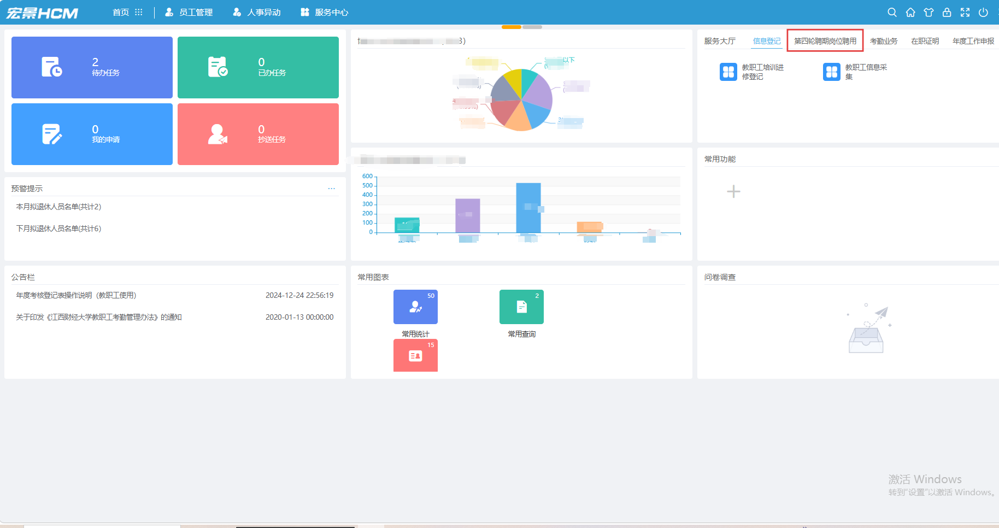 宏景HCM
首页
员工管理
人事异动
服务中心
2
待办任务
0
已办任务
0
我的申请
0
抄送任务
预警提示
本月拟退休人员名单(共计2)
下月拟退休人员名单(共计6)
公告栏
年度考核登记表操作说明（教职工使用） 2024-12-24 22:56:19
关于印发《江西财经大学教职工考勤管理办法》的通知 2020-01-13 00:00:00
3)
以下
600
500
400
300
200
100
0
常用图表
50
常用统计
2
常用查询
15
服务大厅 信息登记 第四轮聘期岗位聘用 考勤业务 在职证明 年度工作申报
教职工培训进
修登记
教职工信息采
集
常用功能
问卷调查
激活 Windows
转到"设置"以激活 Windows。